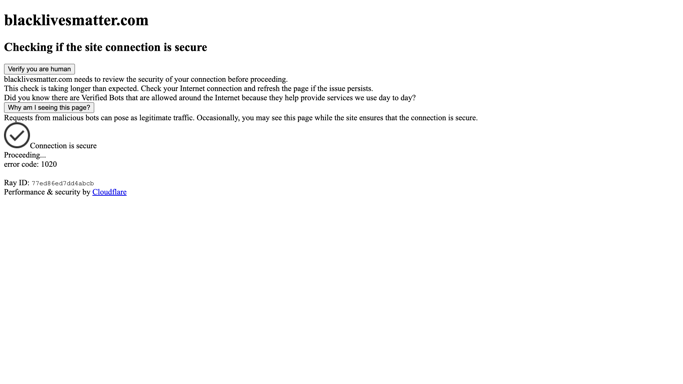 blacklivesmatter.com
Checking if the site connection is secure
Verify you are human
blacklivesmatter.com needs to review the security of your connection before proceeding.
This check is taking longer than expected. Check your Internet connection and refresh the page if the issue persists.
Did you know there are Verified Bots that are allowed around the Internet because they help provide services we use day to day?
Why am I seeing this page?
Requests from malicious bots can pose as legitimate traffic. Occasionally, you may see this page while the site ensures that the connection is secure.
Connection is secure
Proceeding...
error code: 1020
Ray ID: 77ed86ed7dd4abcb
Performance & security by Cloudflare